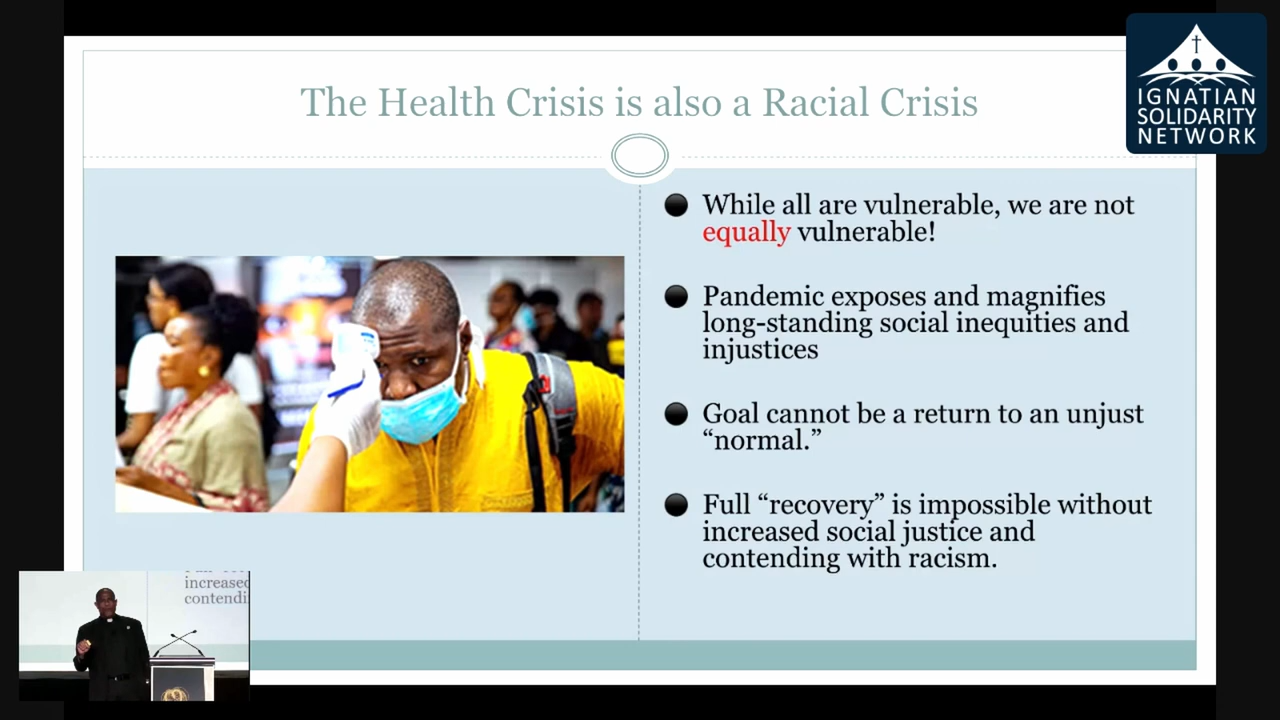 The Health Crisis is also a Racial Crisis
IGNATIAN
SOLIDARITY
NETWORK
While all are vulnerable, we are not
equally vulnerable!
Pandemic exposes and magnifies
long-standing social inequities and
injustices
Goal cannot be a return to an unjust
“normal.”
Full “recovery” is impossible without
increased social justice and
contending with racism.
increased
contendi